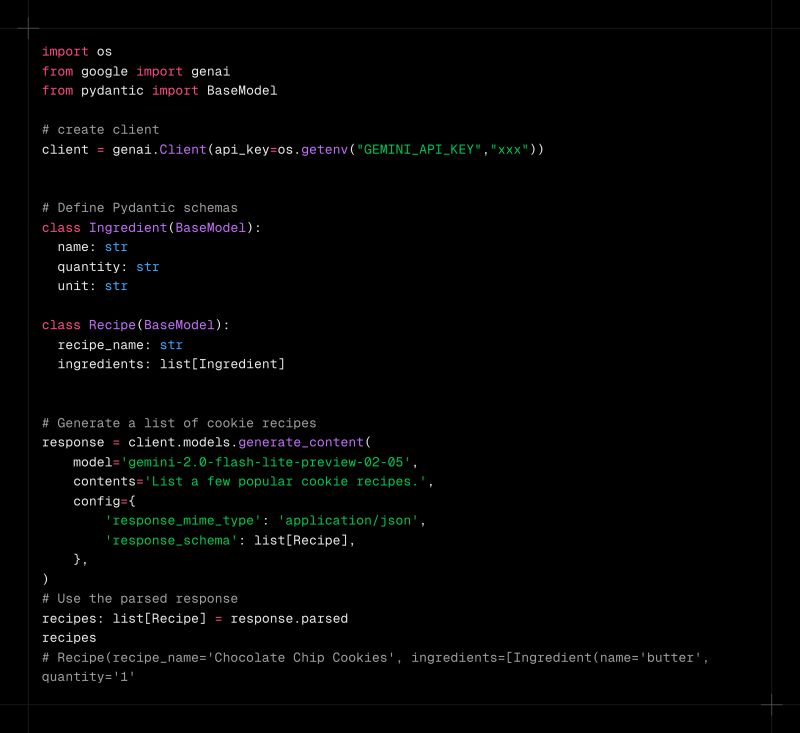 import os
from google import genai
from pydantic import BaseModel

# create client
client = genai.Client(api_key=os.getenv("GEMINI_API_KEY","xxx"))


# Define Pydantic schemas
class Ingredient(BaseModel):
  name: str
  quantity: str
  unit: str

class Recipe(BaseModel):
  recipe_name: str
  ingredients: list[Ingredient]


# Generate a list of cookie recipes
response = client.models.generate_content(
    model='gemini-2.0-flash-lite-preview-02-05',
    contents='List a few popular cookie recipes.',
    config={
        'response_mime_type': 'application/json',
        'response_schema': list[Recipe],
    },
)
# Use the parsed response
recipes: list[Recipe] = response.parsed
recipes
# Recipe(recipe_name='Chocolate Chip Cookies', ingredients=[Ingredient(name='butter',
quantity='1'